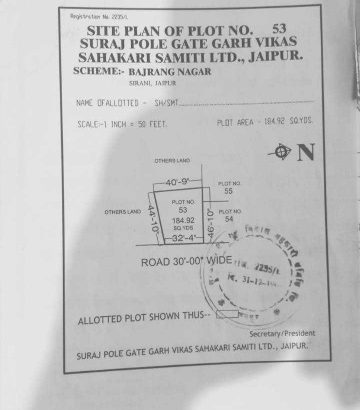 Registration No. 2235/L
SITE PLAN OF PLOT NO. 53
SURAJ POLE GATE GARH VIKAS
SAHAKARI SAMITI LTD., JAIPUR.
SCHEME:- BAJRANG NAGAR
SIRANI, JAIPUR
NAME OF ALLOTTED - SH/SMT.
SCALE:-1 INCH = 50 FEET. PLOT AREA - 184.92 SQ.YDS.
N
OTHERS LAND
40'-9"
PLOT NO.
55
OTHERS LAND
44'-10"
PLOT NO.
53
184.92
SQ.YDS
46'-10"
PLOT NO.
54
32'-4"
ROAD 30'-00" WIDE
2235/L
31-12-
ALLOTTED PLOT SHOWN THUS--
Secretary/President
SURAJ POLE GATE GARH VIKAS SAHAKARI SAMITI LTD., JAIPUR.